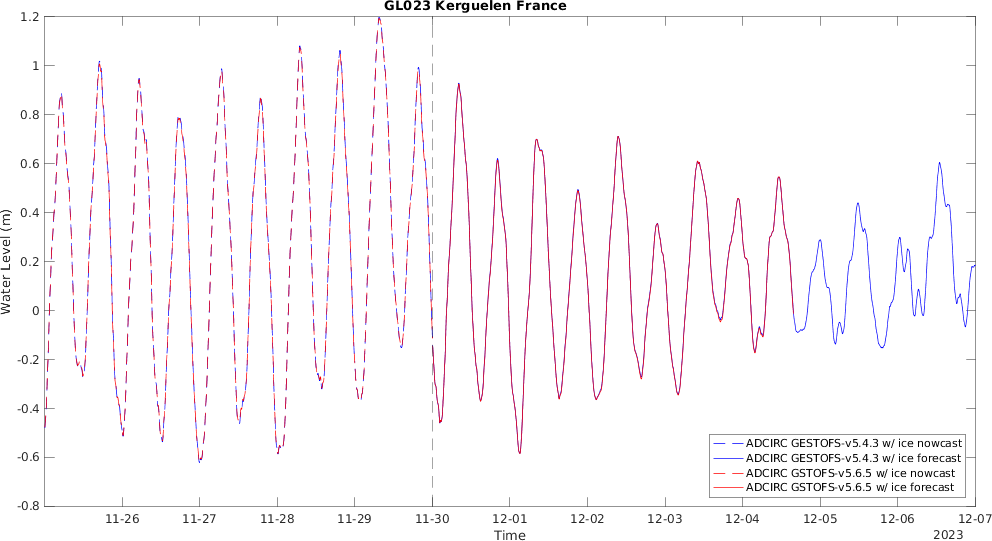 GL023 Kerguelen France
Water Level (m)
1.2
1
0.8
0.6
0.4
0.2
0
-0.2
-0.4
-0.6
-0.8
ADCIRC GESTOFS-v5.4.3 w/ ice nowcast
ADCIRC GESTOFS-v5.4.3 w/ ice forecast
ADCIRC GSTOFS-v5.6.5 w/ ice nowcast
ADCIRC GSTOFS-v5.6.5 w/ ice forecast
11-26 11-27 11-28 11-29 11-30 12-01 12-02 12-03 12-04 12-05 12-06 12-07
Time
2023